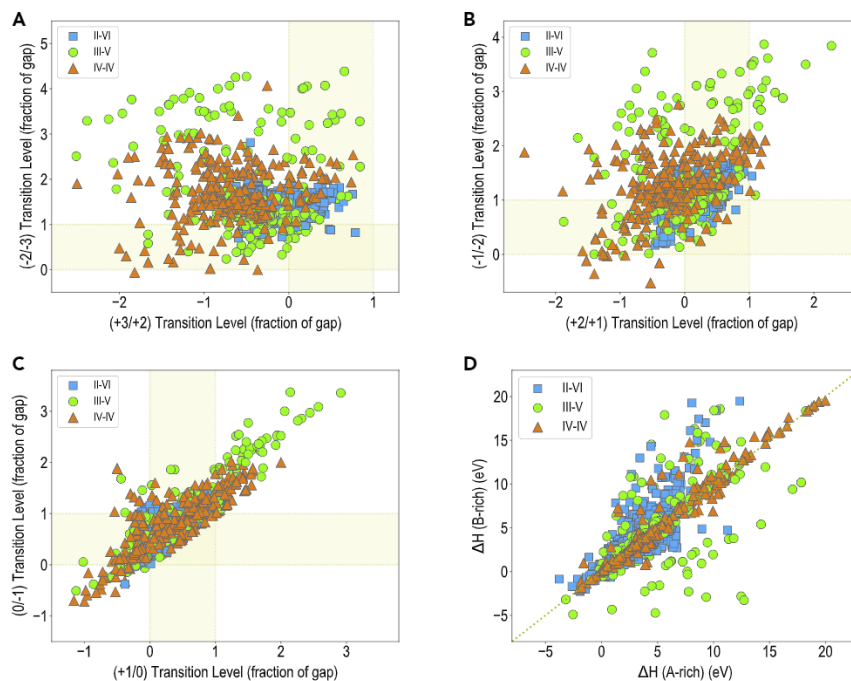 A
II-VI
III-V
IV-IV
5
4
3
2
1
0
−2
−1
0
1
(-2/-3) Transition Level (fraction of gap)
(+3/+2) Transition Level (fraction of gap)
B
II-VI
III-V
IV-IV
4
3
2
1
0
−2
−1
0
1
2
(-1/-2) Transition Level (fraction of gap)
(+2/+1) Transition Level (fraction of gap)
C
II-VI
III-V
IV-IV
3
2
1
0
−1
−1
0
1
2
3
(0/-1) Transition Level (fraction of gap)
(+1/0) Transition Level (fraction of gap)
D
II-VI
III-V
IV-IV
20
15
10
5
0
−5
−5
0
5
10
15
20
ΔH (B-rich) (eV)
ΔH (A-rich) (eV)